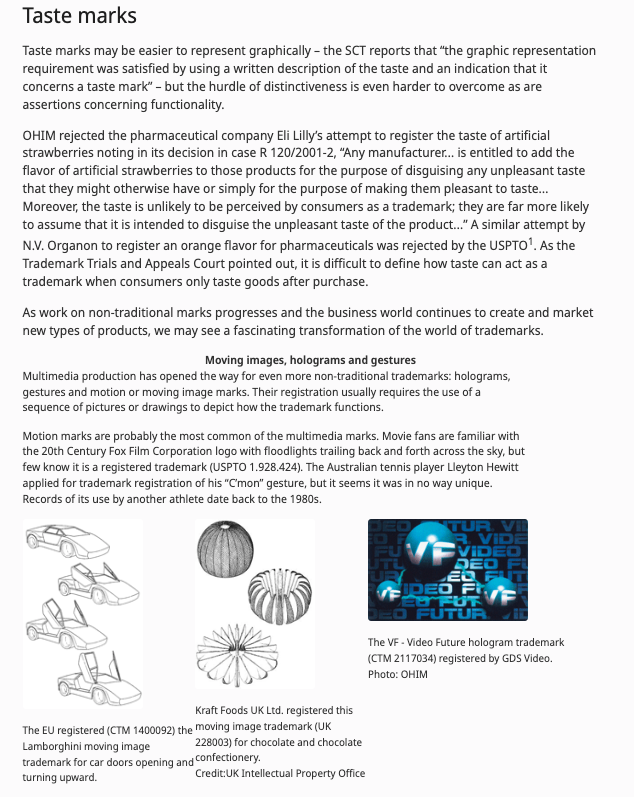 Taste marks
Taste marks may be easier to represent graphically – the SCT reports that “the graphic representation
requirement was satisfied by using a written description of the taste and an indication that it
concerns a taste mark” – but the hurdle of distinctiveness is even harder to overcome as are
assertions concerning functionality.
OHIM rejected the pharmaceutical company Eli Lilly’s attempt to register the taste of artificial
strawberries noting in its decision in case R 120/2001-2, “Any manufacturer... is entitled to add the
flavor of artificial strawberries to those products for the purpose of disguising any unpleasant taste
that they might otherwise have or simply for the purpose of making them pleasant to taste...
Moreover, the taste is unlikely to be perceived by consumers as a trademark; they are far more likely
to assume that it is intended to disguise the unpleasant taste of the product...” A similar attempt by
N.V. Organon to register an orange flavor for pharmaceuticals was rejected by the USPTO1. As the
Trademark Trials and Appeals Court pointed out, it is difficult to define how taste can act as a
trademark when consumers only taste goods after purchase.
As work on non-traditional marks progresses and the business world continues to create and market
new types of products, we may see a fascinating transformation of the world of trademarks.
Moving images, holograms and gestures
Multimedia production has opened the way for even more non-traditional trademarks: holograms,
gestures and motion or moving image marks. Their registration usually requires the use of a
sequence of pictures or drawings to depict how the trademark functions.
Motion marks are probably the most common of the multimedia marks. Movie fans are familiar with
the 20th Century Fox Film Corporation logo with floodlights trailing back and forth across the sky, but
few know it is a registered trademark (USPTO 1.928.424). The Australian tennis player Lleyton Hewitt
applied for trademark registration of his “C’mon” gesture, but it seems it was in no way unique.
Records of its use by another athlete date back to the 1980s.
The EU registered (CTM 1400092) the
Lamborghini moving image
trademark for car doors opening and
turning upward.
Kraft Foods UK Ltd. registered this
moving image trademark (UK
228003) for chocolate and chocolate
confectionery.
Credit:UK Intellectual Property Office
VF
VF
VF
The VF - Video Future hologram trademark
(CTM 2117034) registered by GDS Video.
Photo: OHIM